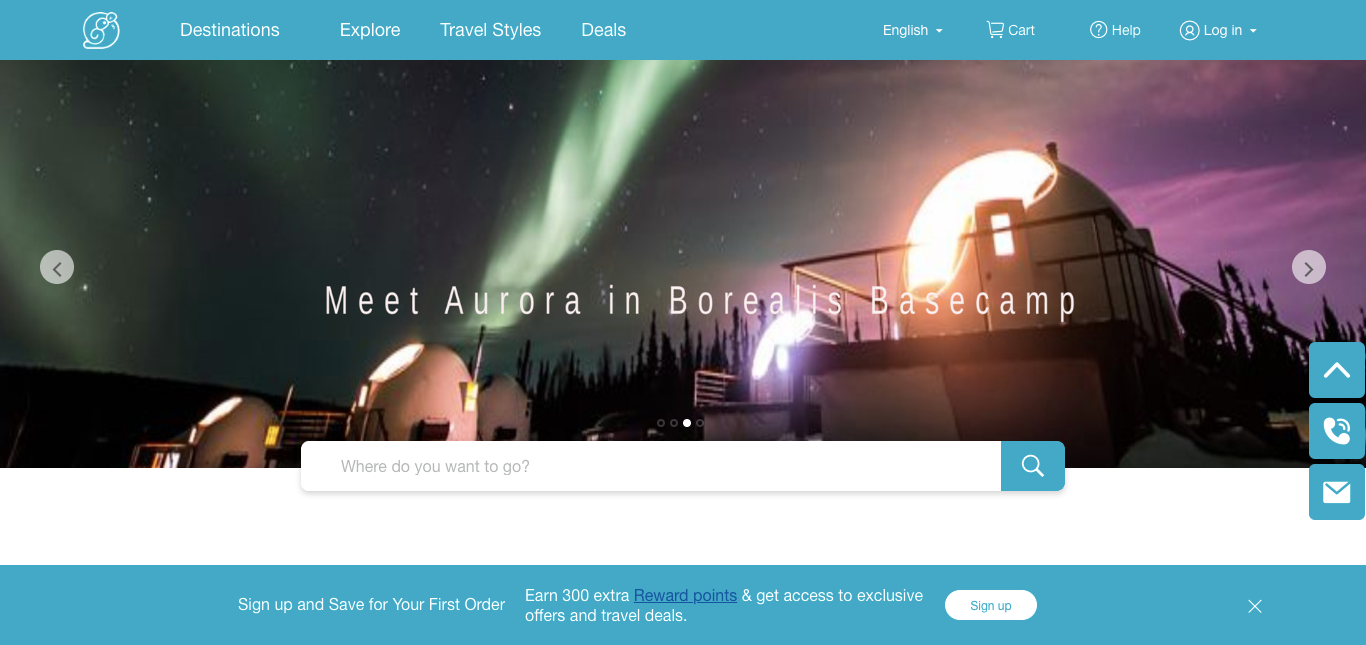 Destinations
Explore
Travel Styles
Deals
English
Cart
Help
Log in
Meet Aurora in Borealis Basecamp
Where do you want to go?
Sign up and Save for Your First Order
Earn 300 extra Reward points & get access to exclusive
offers and travel deals.
Sign up